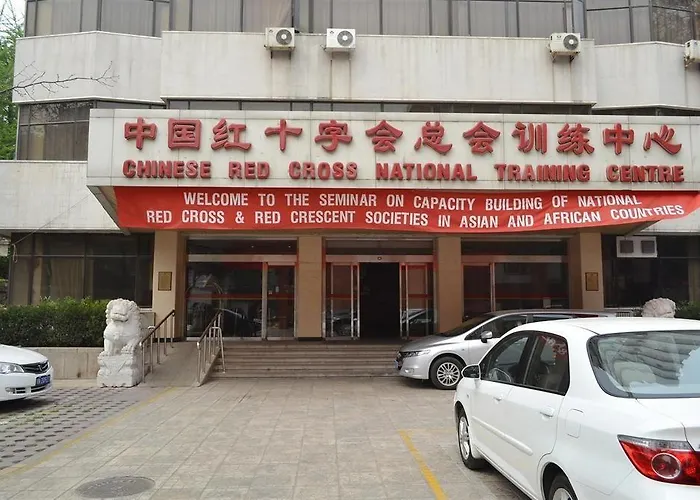 中国红十字会总会训练中心
CHINESE RED CROSS NATIONAL TRAINING CENTRE
WELCOME TO THE SEMINAR ON CAPACITY BUILDING OF NATIONAL
RED CROSS & RED CRESCENT SOCIETIES IN ASIAN AND AFRICAN COUNTRIES